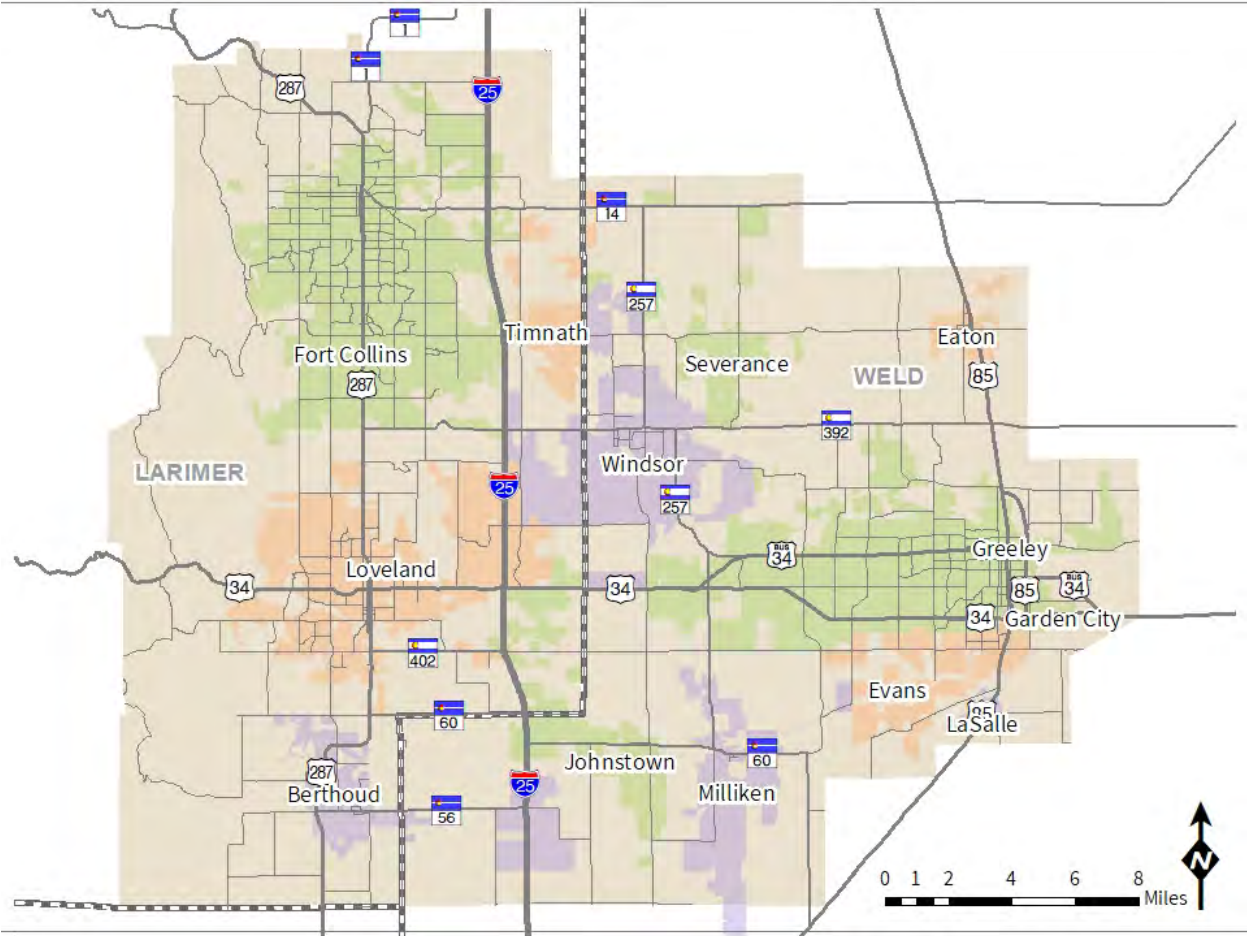 1
1
287
25
14
257
Timnath
Eaton
Fort Collins
Severance
WELD
85
287
392
LARIMER
Windsor
25
257
Greeley
BUS
34
Loveland
34
34
85
BUS
34
34
Garden City
402
Evans
60
85
LaSalle
60
Johnstown
287
25
Berthoud
Milliken
56
N
0 1 2 4 6 8
Miles